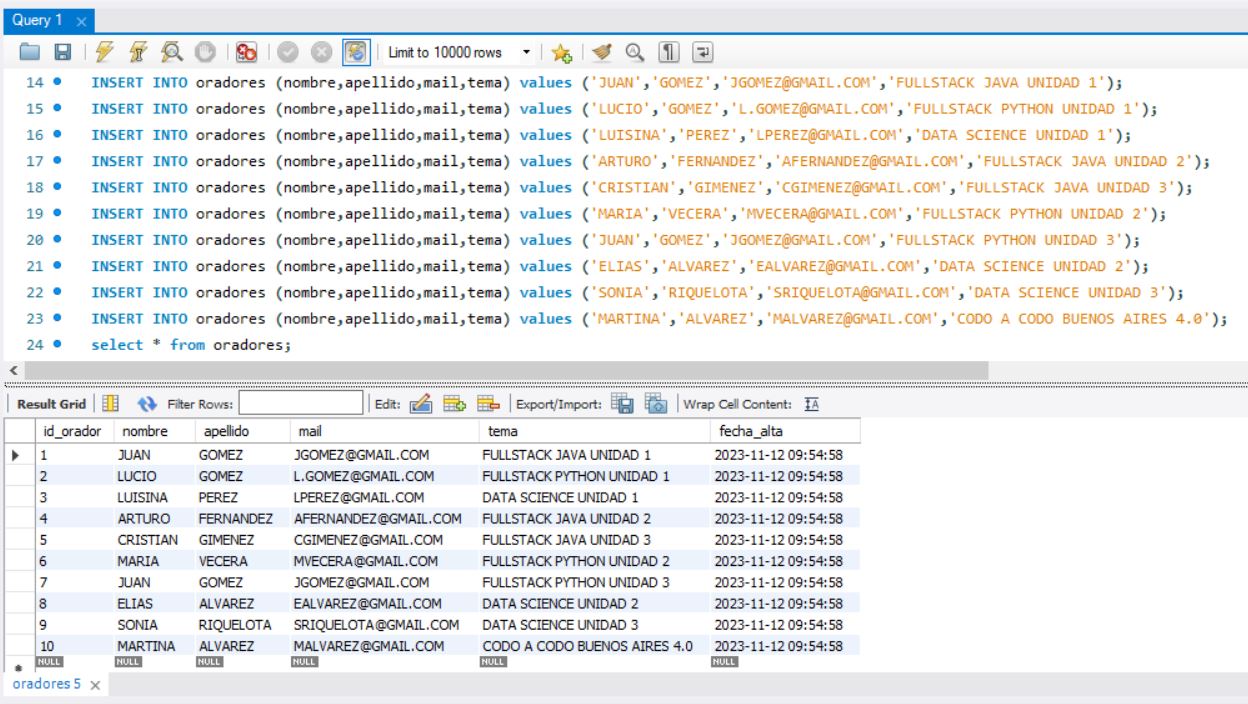 Query 1
Limit to 10000 rows
14 INSERT INTO oradores (nombre,apellido,mail,tema) values ('JUAN','GOMEZ','JGOMEZ@GMAIL.COM','FULLSTACK JAVA UNIDAD 1');
15 INSERT INTO oradores (nombre,apellido,mail,tema) values ('LUCIO','GOMEZ','L.GOMEZ@GMAIL.COM','FULLSTACK PYTHON UNIDAD 1');
16 INSERT INTO oradores (nombre,apellido,mail,tema) values ('LUISINA','PEREZ','LPEREZ@GMAIL.COM','DATA SCIENCE UNIDAD 1');
17 INSERT INTO oradores (nombre,apellido,mail,tema) values ('ARTURO','FERNANDEZ','AFERNANDEZ@GMAIL.COM','FULLSTACK JAVA UNIDAD 2');
18 INSERT INTO oradores (nombre,apellido,mail,tema) values ('CRISTIAN','GIMENEZ','CGIMENEZ@GMAIL.COM','FULLSTACK JAVA UNIDAD 3');
19 INSERT INTO oradores (nombre,apellido,mail,tema) values ('MARIA','VECERA','MVECERA@GMAIL.COM','FULLSTACK PYTHON UNIDAD 2');
20 INSERT INTO oradores (nombre,apellido,mail,tema) values ('JUAN','GOMEZ','JGOMEZ@GMAIL.COM','FULLSTACK PYTHON UNIDAD 3');
21 INSERT INTO oradores (nombre,apellido,mail,tema) values ('ELIAS','ALVAREZ','EALVAREZ@GMAIL.COM','DATA SCIENCE UNIDAD 2');
22 INSERT INTO oradores (nombre,apellido,mail,tema) values ('SONIA','RIQUELOTA','SRIQUELOTA@GMAIL.COM','DATA SCIENCE UNIDAD 3');
23 INSERT INTO oradores (nombre,apellido,mail,tema) values ('MARTINA','ALVAREZ','MALVAREZ@GMAIL.COM','CODO A CODO BUENOS AIRES 4.0');
24 select * from oradores;
Result Grid Filter Rows: Edit: Export/Import: Wrap Cell Content: IA
id_orador nombre apellido mail tema fecha_alta
1 JUAN GOMEZ JGOMEZ@GMAIL.COM FULLSTACK JAVA UNIDAD 1 2023-11-12 09:54:58
2 LUCIO GOMEZ L.GOMEZ@GMAIL.COM FULLSTACK PYTHON UNIDAD 1 2023-11-12 09:54:58
3 LUISINA PEREZ LPEREZ@GMAIL.COM DATA SCIENCE UNIDAD 1 2023-11-12 09:54:58
4 ARTURO FERNANDEZ AFERNANDEZ@GMAIL.COM FULLSTACK JAVA UNIDAD 2 2023-11-12 09:54:58
5 CRISTIAN GIMENEZ CGIMENEZ@GMAIL.COM FULLSTACK JAVA UNIDAD 3 2023-11-12 09:54:58
6 MARIA VECERA MVECERA@GMAIL.COM FULLSTACK PYTHON UNIDAD 2 2023-11-12 09:54:58
7 JUAN GOMEZ JGOMEZ@GMAIL.COM FULLSTACK PYTHON UNIDAD 3 2023-11-12 09:54:58
8 ELIAS ALVAREZ EALVAREZ@GMAIL.COM DATA SCIENCE UNIDAD 2 2023-11-12 09:54:58
9 SONIA RIQUELOTA SRIQUELOTA@GMAIL.COM DATA SCIENCE UNIDAD 3 2023-11-12 09:54:58
10 MARTINA ALVAREZ MALVAREZ@GMAIL.COM CODO A CODO BUENOS AIRES 4.0 2023-11-12 09:54:58
NULL NULL NULL NULL NULL NULL
oradores 5